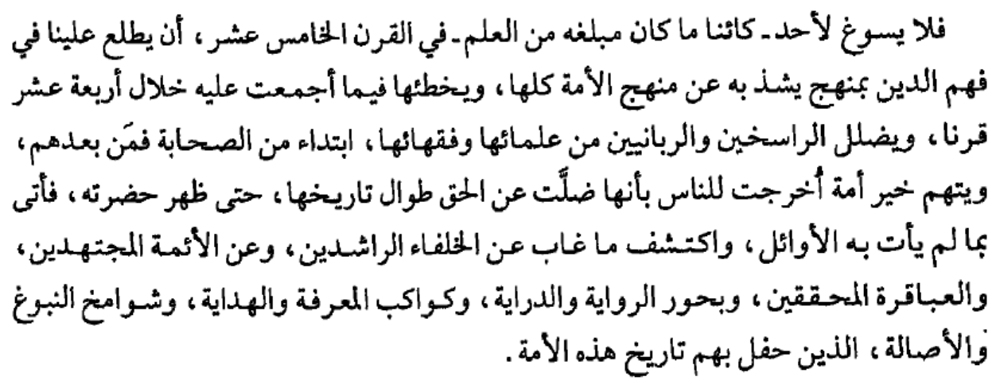 فلا يسوغ لأحد ـ كائنا ما كان مبلغه من العلم ـ في القرن الخامس عشر، أن يطلع علينا في
فهم الدين بمنهج يشذ به عن منهج الأمة كلها، ويخطئها فيما أجمعت عليه خلال أربعة عشر
قرنا، ويضلل الراسخين والربانيين من علمائها وفقهائها، ابتداء من الصحابة فمَن بعدهم،
ويتهم خير أمة أُخرجت للناس بأنها ضلَّت عن الحق طوال تاريخها، حتى ظهر حضرته، فأتى
بما لم يأت به الأوائل، واكتشف ما غاب عن الخلفاء الراشدين، وعن الأئمة المجتهدين،
والعباقرة المحققين، وبحور الرواية والدراية، وكواكب المعرفة والهداية، وشوامخ النبوغ
والأصالة، الذين حفل بهم تاريخ هذه الأمة.